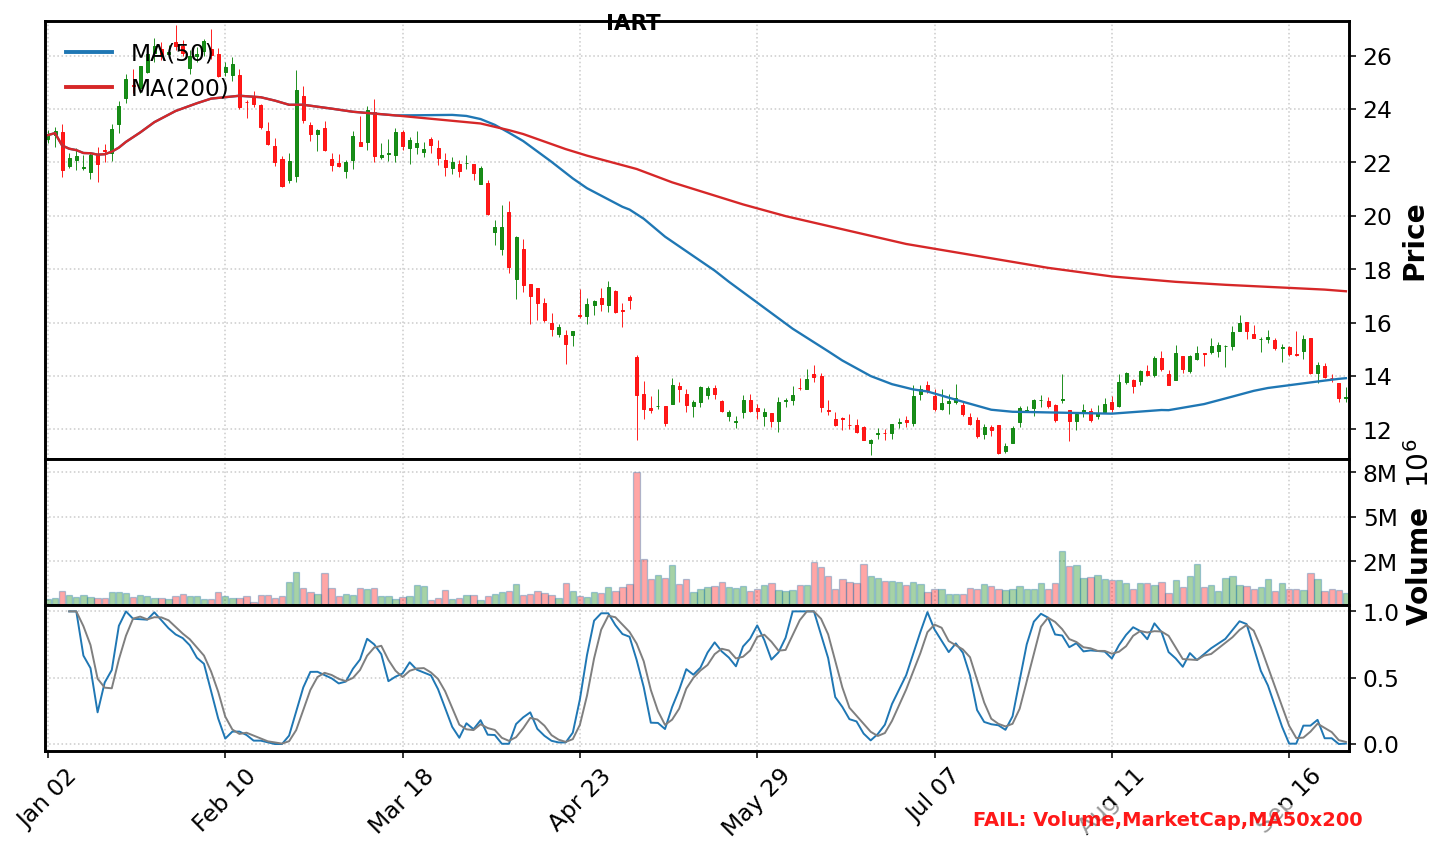 IART
MA(50)
MA(200)
26
24
22
20
18
16
14
12
Price
8M
5M
2M
Volume 10^6
1.0
0.5
0.0
Jan 02
Feb 10
Mar 18
Apr 23
May 29
Jul 07
Aug 11
Sep 16
FAIL: Volume,MarketCap,MA50x200